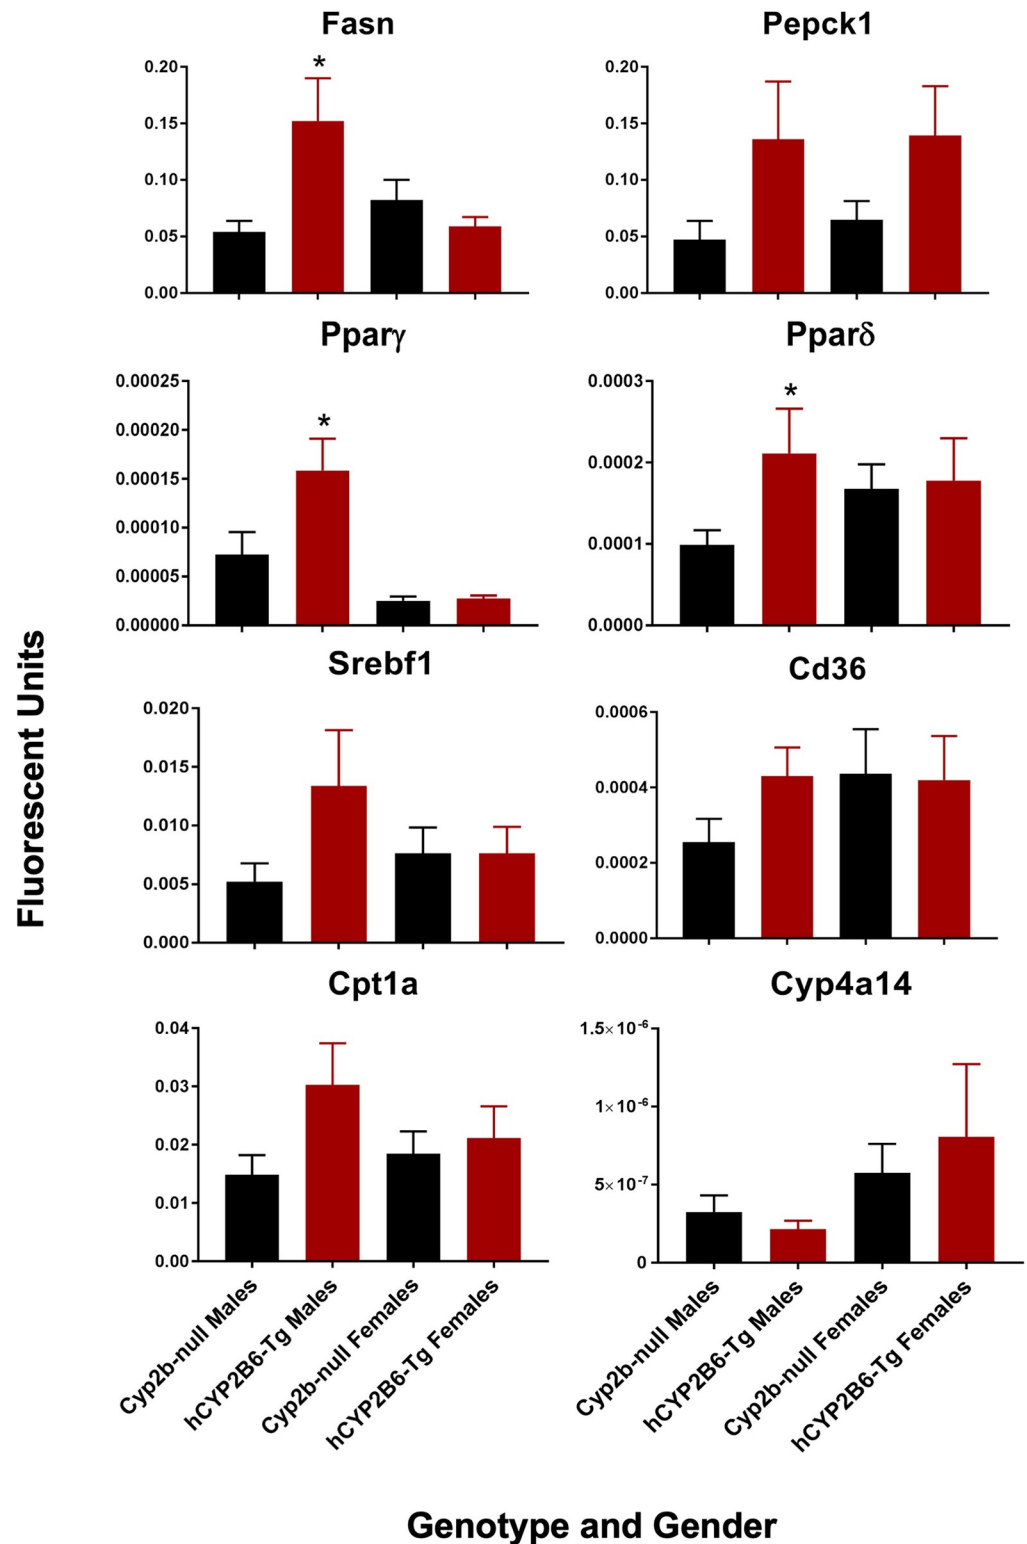 Fasn
*
0.20
0.15
0.10
0.05
0.00
Pepck1
0.20
0.15
0.10
0.05
0.00
Pparγ
*
0.00025
0.00020
0.00015
0.00010
0.00005
0.00000
Pparδ
*
0.0003
0.0002
0.0001
0.0000
Fluorescent Units
Srebf1
0.020
0.015
0.010
0.005
0.000
Cd36
0.0006
0.0004
0.0002
0.0000
Cpt1a
0.04
0.03
0.02
0.01
0.00
Cyp2b-null Males
hCYP2B6-Tg Males
Cyp2b-null Females
hCYP2B6-Tg Females
Cyp4a14
1.5×10⁻⁶
1×10⁻⁶
5×10⁻⁷
0
Cyp2b-null Males
hCYP2B6-Tg Males
Cyp2b-null Females
hCYP2B6-Tg Females
Genotype and Gender